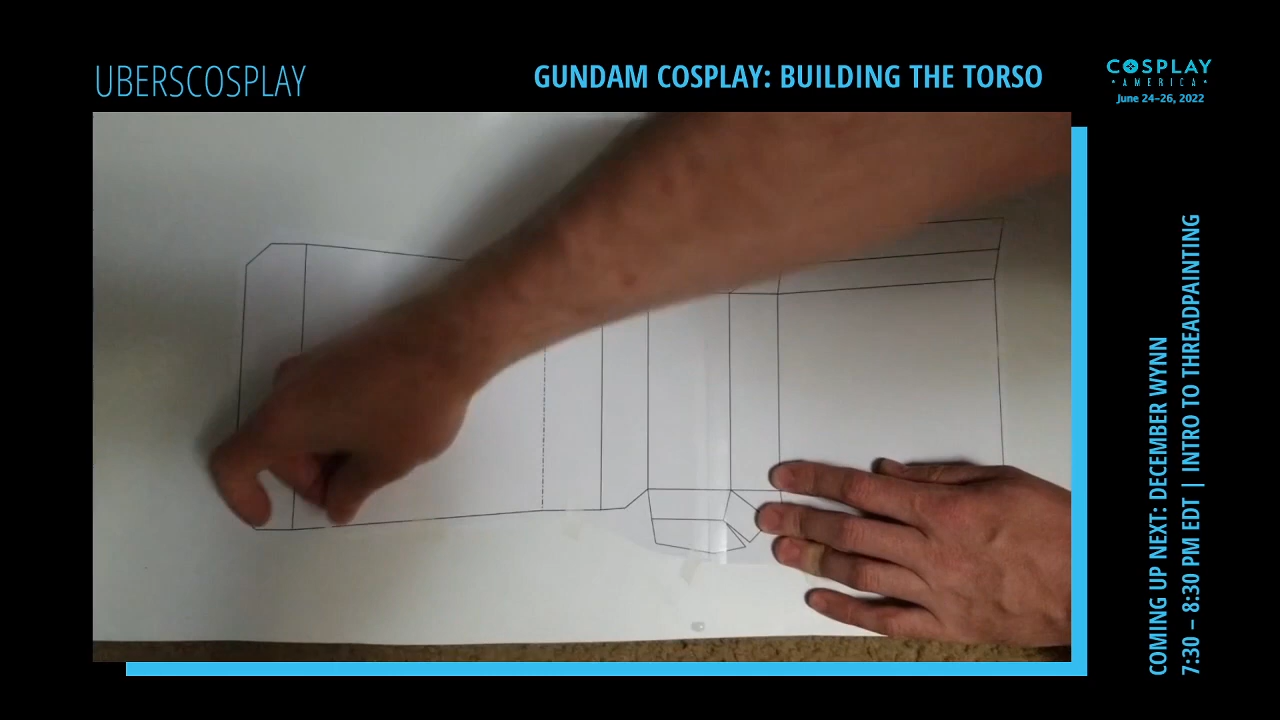 UBERSCOSPLAY
GUNDAM COSPLAY: BUILDING THE TORSO
COSPLAY
• AMERICA •
June 24-26, 2022
COMING UP NEXT: DECEMBER WYNN
7:30 – 8:30 PM EDT | INTRO TO THREADPAINTING